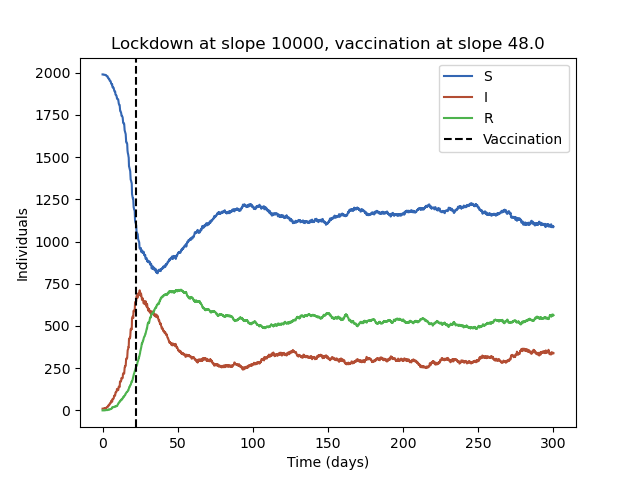 Lockdown at slope 10000, vaccination at slope 48.0
S
I
R
Vaccination
Individuals
2000
1750
1500
1250
1000
750
500
250
0
0 50 100 150 200 250 300
Time (days)